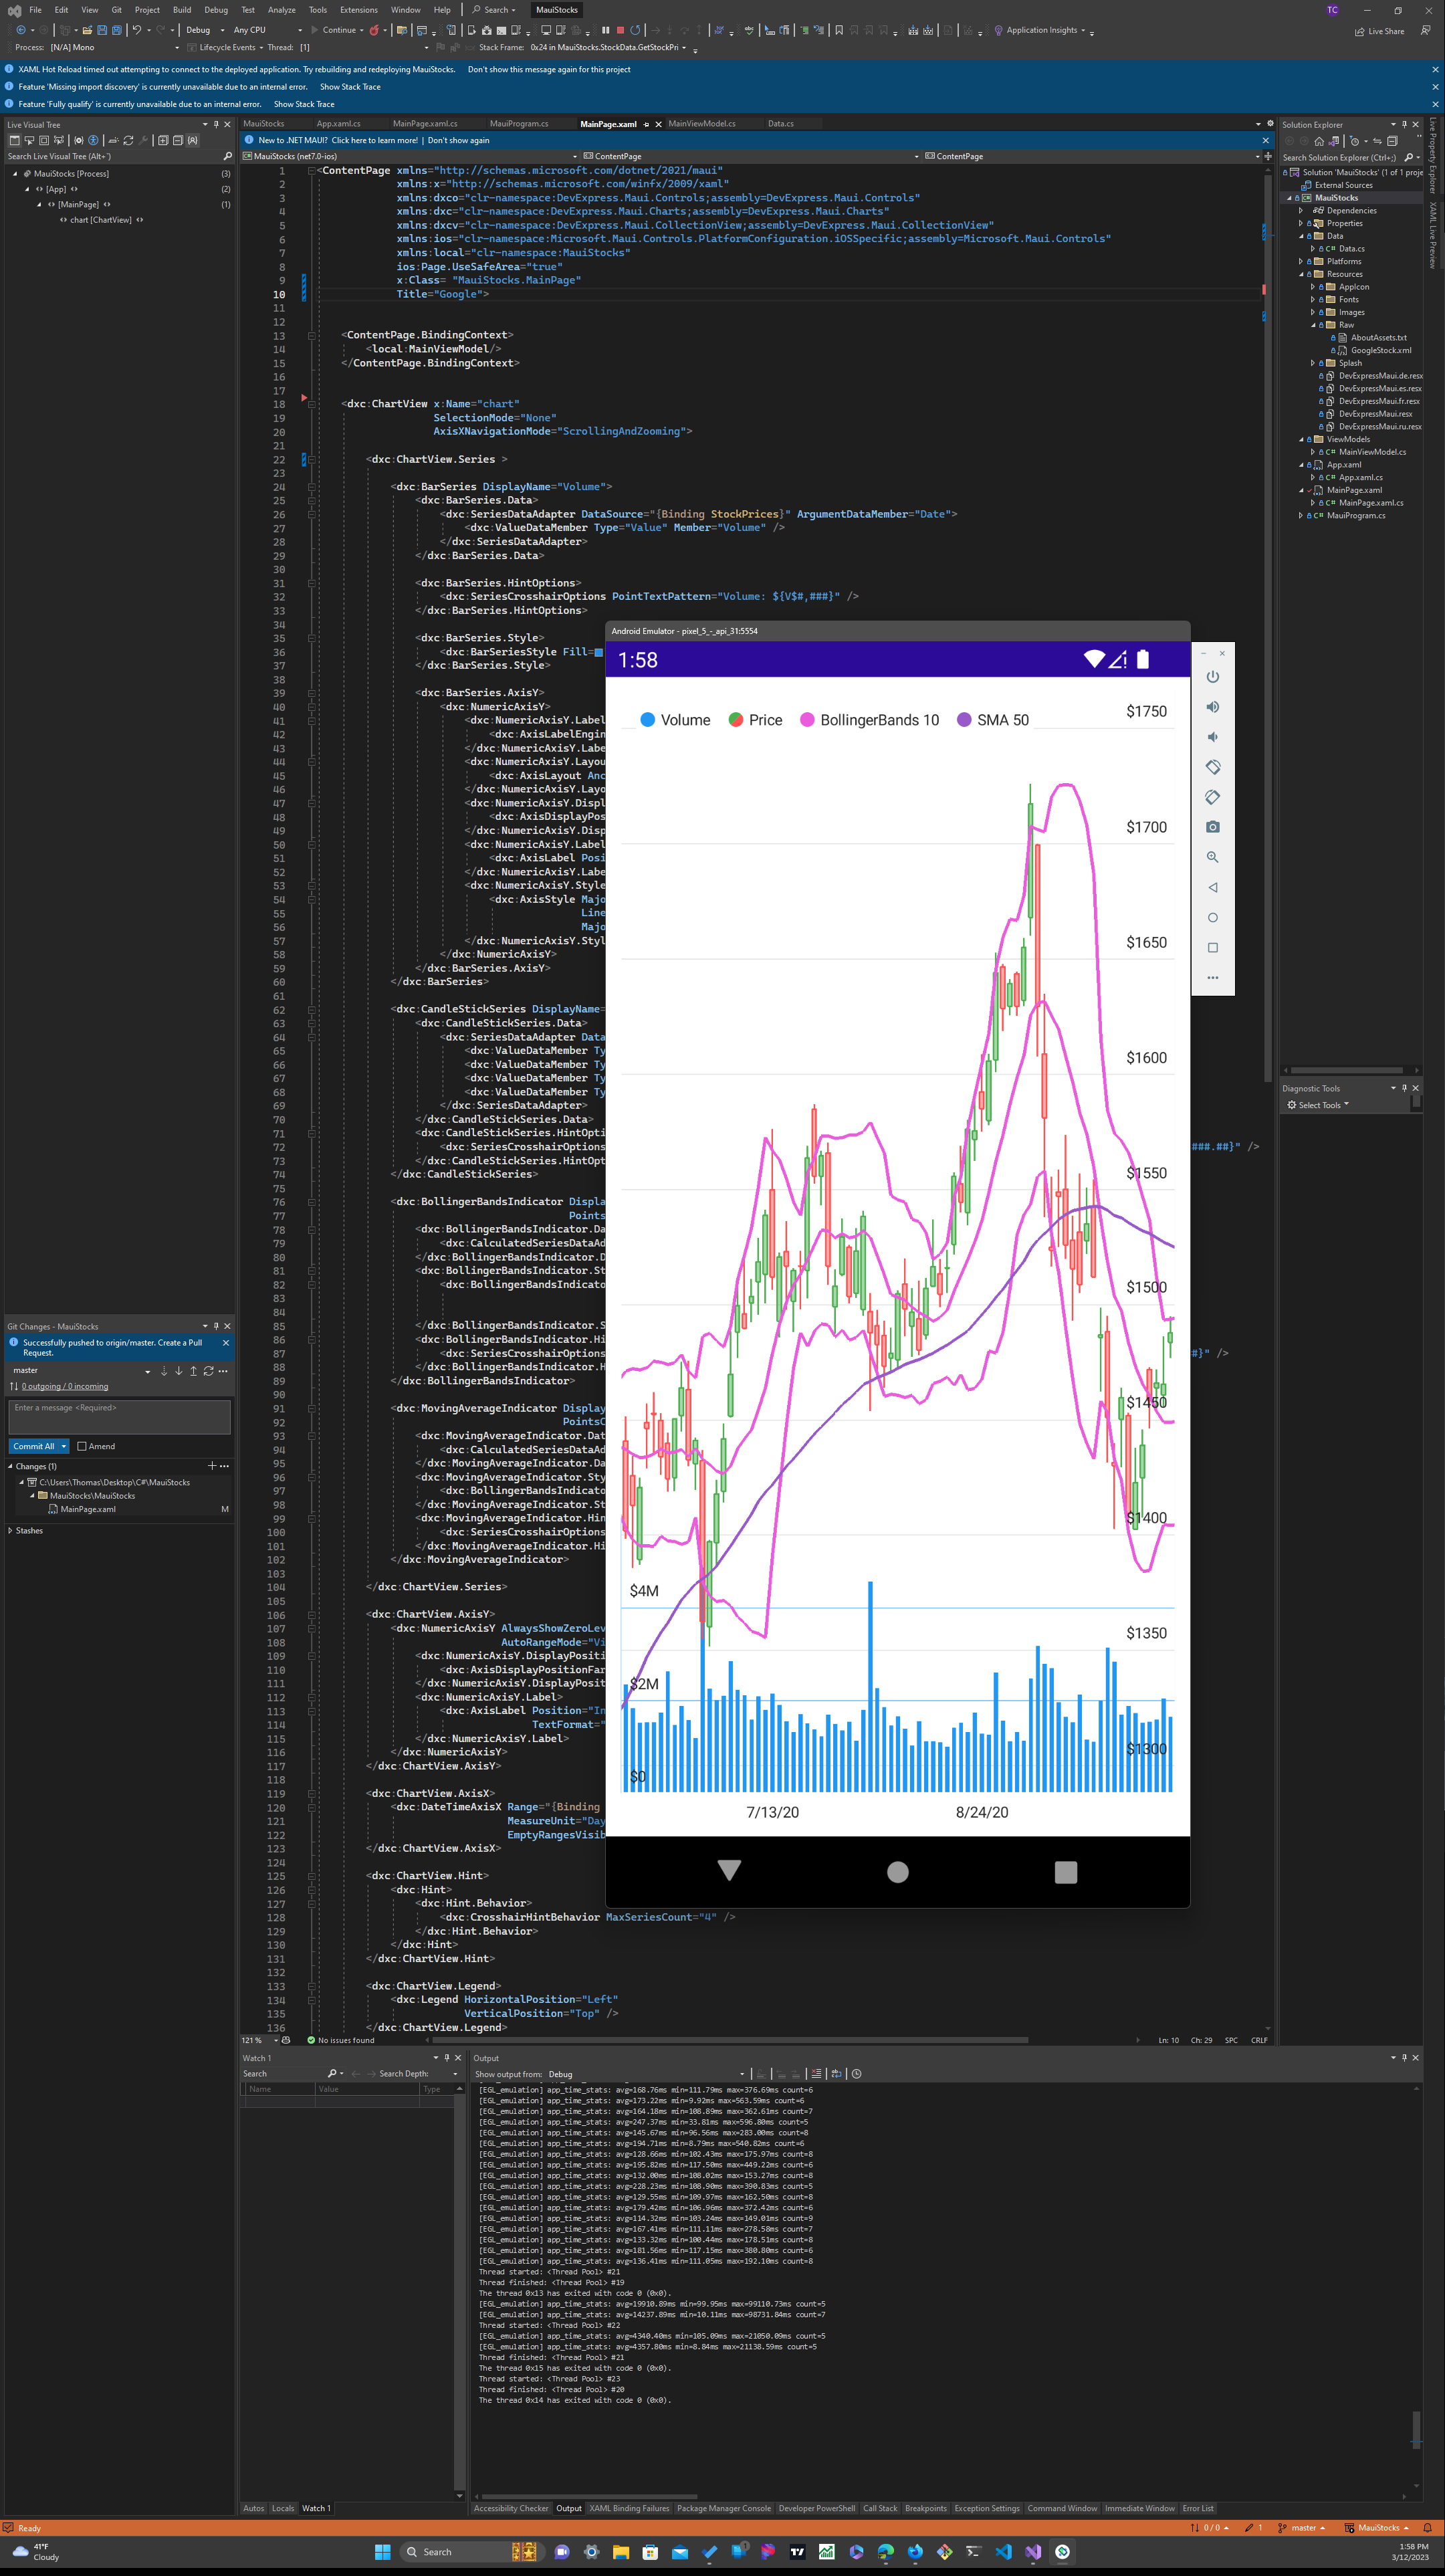 File Edit View Git Project Build Debug Test Analyze Tools Extensions Window Help Search MauiStocks TC
Debug Any CPU Continue Application Insights Live Share
Process: [N/A] Mono Lifecycle Events Thread: [1] Stack Frame: 0x24 in MauiStocks.StockData.GetStockPri
XAML Hot Reload timed out attempting to connect to the deployed application. Try rebuilding and redeploying MauiStocks. Don't show this message again for this project
Feature 'Missing import discovery' is currently unavailable due to an internal error. Show Stack Trace
Feature 'Fully qualify' is currently unavailable due to an internal error. Show Stack Trace
Live Visual Tree
Search Live Visual Tree (Alt+`)
MauiStocks [Process] (3)
[App] (2)
[MainPage] (1)
chart [ChartView]
Git Changes - MauiStocks
Successfully pushed to origin/master. Create a Pull
Request.
master
0 outgoing / 0 incoming
Enter a message <Required>
Commit All Amend
Changes (1)
C:\Users\Thomas\Desktop\C#\MauiStocks
MauiStocks\MauiStocks
MainPage.xaml M
Stashes
MauiStocks App.xaml.cs MainPage.xaml.cs MauiProgram.cs MainPage.xaml MainViewModel.cs Data.cs
New to .NET MAUI? Click here to learn more! | Don't show again
MauiStocks (net7.0-ios) ContentPage ContentPage
1 <ContentPage xmlns="http://schemas.microsoft.com/dotnet/2021/maui"
2 xmlns:x="http://schemas.microsoft.com/winfx/2009/xaml"
3 xmlns:dxco="clr-namespace:DevExpress.Maui.Controls;assembly=DevExpress.Maui.Controls"
4 xmlns:dxc="clr-namespace:DevExpress.Maui.Charts;assembly=DevExpress.Maui.Charts"
5 xmlns:dxcv="clr-namespace:DevExpress.Maui.CollectionView;assembly=DevExpress.Maui.CollectionView"
6 xmlns:ios="clr-namespace:Microsoft.Maui.Controls.PlatformConfiguration.iOSSpecific;assembly=Microsoft.Maui.Controls"
7 xmlns:local="clr-namespace:MauiStocks"
8 ios:Page.UseSafeArea="true"
9 x:Class= "MauiStocks.MainPage"
10 Title="Google">
11
12
13 <ContentPage.BindingContext>
14 <local:MainViewModel/>
15 </ContentPage.BindingContext>
16
17
18 <dxc:ChartView x:Name="chart"
19 SelectionMode="None"
20 AxisXNavigationMode="ScrollingAndZooming">
21
22 <dxc:ChartView.Series >
23
24 <dxc:BarSeries DisplayName="Volume">
25 <dxc:BarSeries.Data>
26 <dxc:SeriesDataAdapter DataSource="{Binding StockPrices}" ArgumentDataMember="Date">
27 <dxc:ValueDataMember Type="Value" Member="Volume" />
28 </dxc:SeriesDataAdapter>
29 </dxc:BarSeries.Data>
30
31 <dxc:BarSeries.HintOptions>
32 <dxc:SeriesCrosshairOptions PointTextPattern="Volume: ${V$#,###}" />
33 </dxc:BarSeries.HintOptions>
34
35 <dxc:BarSeries.Style>
36 <dxc:BarSeriesStyle Fill=
37 </dxc:BarSeries.Style>
38
39 <dxc:BarSeries.AxisY>
40 <dxc:NumericAxisY>
41 <dxc:NumericAxisY.Label
42 <dxc:AxisLabelEngin
43 </dxc:NumericAxisY.Labe
44 <dxc:NumericAxisY.Layou
45 <dxc:AxisLayout Anc
46 </dxc:NumericAxisY.Layo
47 <dxc:NumericAxisY.Displ
48 <dxc:AxisDisplayPos
49 </dxc:NumericAxisY.Disp
50 <dxc:NumericAxisY.Label
51 <dxc:AxisLabel Posi
52 </dxc:NumericAxisY.Labe
53 <dxc:NumericAxisY.Style
54 <dxc:AxisStyle Maj
55 Line
56 Majo
57 </dxc:NumericAxisY.Styl
58 </dxc:NumericAxisY>
59 </dxc:BarSeries.AxisY>
60 </dxc:BarSeries>
61
62 <dxc:CandleStickSeries DisplayName=
63 <dxc:CandleStickSeries.Data>
64 <dxc:SeriesDataAdapter Data
65 <dxc:ValueDataMember Ty
66 <dxc:ValueDataMember Ty
67 <dxc:ValueDataMember Ty
68 <dxc:ValueDataMember Ty
69 </dxc:SeriesDataAdapter>
70 </dxc:CandleStickSeries.Data>
71 <dxc:CandleStickSeries.HintOpti
72 <dxc:SeriesCrosshairOptions ###.##}" />
73 </dxc:CandleStickSeries.HintOpt
74 </dxc:CandleStickSeries>
75
76 <dxc:BollingerBandsIndicator Displa
77 Points
78 <dxc:BollingerBandsIndicator.Da
79 <dxc:CalculatedSeriesDataAd
80 </dxc:BollingerBandsIndicator.D
81 <dxc:BollingerBandsIndicator.St
82 <dxc:BollingerBandsIndicato
83
84
85 </dxc:BollingerBandsIndicator.S
86 <dxc:BollingerBandsIndicator.Hi
87 <dxc:SeriesCrosshairOptions #}" />
88 </dxc:BollingerBandsIndicator.H
89 </dxc:BollingerBandsIndicator>
90
91 <dxc:MovingAverageIndicator Display
92 PointsC
93 <dxc:MovingAverageIndicator.Dat
94 <dxc:CalculatedSeriesDataAd
95 </dxc:MovingAverageIndicator.Da
96 <dxc:MovingAverageIndicator.Sty
97 <dxc:BollingerBandsIndicato
98 </dxc:MovingAverageIndicator.St
99 <dxc:MovingAverageIndicator.Hin
100 <dxc:SeriesCrosshairOptions
101 </dxc:MovingAverageIndicator.Hi
102 </dxc:MovingAverageIndicator>
103
104 </dxc:ChartView.Series>
105
106 <dxc:ChartView.AxisY>
107 <dxc:NumericAxisY AlwaysShowZeroLev
108 AutoRangeMode="Vi
109 <dxc:NumericAxisY.DisplayPositi
110 <dxc:AxisDisplayPositionFar
111 </dxc:NumericAxisY.DisplayPosit
112 <dxc:NumericAxisY.Label>
113 <dxc:AxisLabel Position="In
114 TextFormat="
115 </dxc:NumericAxisY.Label>
116 </dxc:NumericAxisY>
117 </dxc:ChartView.AxisY>
118
119 <dxc:ChartView.AxisX>
120 <dxc:DateTimeAxisX Range="{Binding
121 MeasureUnit="Day
122 EmptyRangesVisib
123 </dxc:ChartView.AxisX>
124
125 <dxc:ChartView.Hint>
126 <dxc:Hint>
127 <dxc:Hint.Behavior>
128 <dxc:CrosshairHintBehavior MaxSeriesCount="4" />
129 </dxc:Hint.Behavior>
130 </dxc:Hint>
131 </dxc:ChartView.Hint>
132
133 <dxc:ChartView.Legend>
134 <dxc:Legend HorizontalPosition="Left"
135 VerticalPosition="Top" />
136 </dxc:ChartView.Legend>
121 % No issues found Ln: 10 Ch: 29 SPC CRLF
Android Emulator - pixel_5_-_api_31:5554
1:58
Volume Price BollingerBands 10 SMA 50
$1750
$1700
$1650
$1600
$1550
$1500
$1450
$1400
$4M
$1350
$2M
$1300
$0
7/13/20 8/24/20
Solution Explorer
Search Solution Explorer (Ctrl+;)
Solution 'MauiStocks' (1 of 1 proje
External Sources
MauiStocks
Dependencies
Properties
Data
Data.cs
Platforms
Resources
AppIcon
Fonts
Images
Raw
AboutAssets.txt
GoogleStock.xml
Splash
DevExpressMaui.de.resx
DevExpressMaui.es.resx
DevExpressMaui.fr.resx
DevExpressMaui.resx
DevExpressMaui.ru.resx
ViewModels
MainViewModel.cs
App.xaml
App.xaml.cs
MainPage.xaml
MainPage.xaml.cs
MauiProgram.cs
Live Property Explorer
XAML Live Preview
Diagnostic Tools
Select Tools
Watch 1
Search Search Depth:
Name Value Type
Autos Locals Watch 1
Output
Show output from: Debug
[EGL_emulation] app_time_stats: avg=168.76ms min=111.79ms max=376.69ms count=6
[EGL_emulation] app_time_stats: avg=173.22ms min=9.92ms max=563.59ms count=6
[EGL_emulation] app_time_stats: avg=164.18ms min=108.89ms max=362.61ms count=7
[EGL_emulation] app_time_stats: avg=247.37ms min=33.81ms max=596.80ms count=5
[EGL_emulation] app_time_stats: avg=145.67ms min=96.56ms max=283.00ms count=8
[EGL_emulation] app_time_stats: avg=194.71ms min=8.79ms max=540.82ms count=6
[EGL_emulation] app_time_stats: avg=128.66ms min=102.43ms max=175.97ms count=8
[EGL_emulation] app_time_stats: avg=195.82ms min=117.50ms max=449.22ms count=6
[EGL_emulation] app_time_stats: avg=132.00ms min=108.02ms max=153.27ms count=8
[EGL_emulation] app_time_stats: avg=228.23ms min=108.90ms max=390.83ms count=5
[EGL_emulation] app_time_stats: avg=129.55ms min=109.97ms max=162.50ms count=8
[EGL_emulation] app_time_stats: avg=179.42ms min=106.96ms max=372.42ms count=6
[EGL_emulation] app_time_stats: avg=114.32ms min=103.24ms max=149.01ms count=9
[EGL_emulation] app_time_stats: avg=167.41ms min=111.11ms max=278.58ms count=7
[EGL_emulation] app_time_stats: avg=133.32ms min=100.44ms max=178.51ms count=8
[EGL_emulation] app_time_stats: avg=181.56ms min=117.15ms max=380.80ms count=6
[EGL_emulation] app_time_stats: avg=136.41ms min=111.05ms max=192.10ms count=8
Thread started: <Thread Pool> #21
Thread finished: <Thread Pool> #19
The thread 0x13 has exited with code 0 (0x0).
[EGL_emulation] app_time_stats: avg=19910.89ms min=99.95ms max=99110.73ms count=5
[EGL_emulation] app_time_stats: avg=14237.89ms min=10.11ms max=98731.84ms count=7
Thread started: <Thread Pool> #22
[EGL_emulation] app_time_stats: avg=4340.40ms min=105.09ms max=21050.09ms count=5
[EGL_emulation] app_time_stats: avg=4357.80ms min=8.84ms max=21138.59ms count=5
Thread finished: <Thread Pool> #21
The thread 0x15 has exited with code 0 (0x0).
Thread started: <Thread Pool> #23
Thread finished: <Thread Pool> #20
The thread 0x14 has exited with code 0 (0x0).
Accessibility Checker Output XAML Binding Failures Package Manager Console Developer PowerShell Call Stack Breakpoints Exception Settings Command Window Immediate Window Error List
Ready 0 / 0 1 master MauiStocks
41°F
Cloudy
Search
1:58 PM
3/12/2023